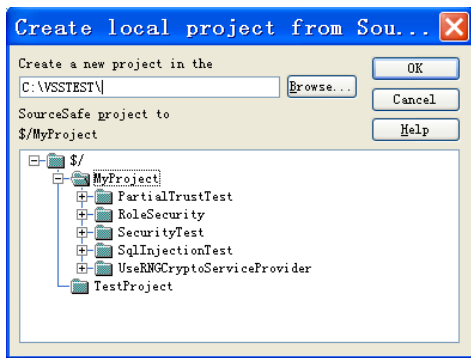 Create local project from Sou...
Create a new project in the
C:\VSSTEST\
Browse...
OK
Cancel
SourceSafe project to
$/MyProject
Help
$/
MyProject
PartialTrustTest
RoleSecurity
SecurityTest
SqlInjectionTest
UseRNGCryptoServiceProvider
TestProject